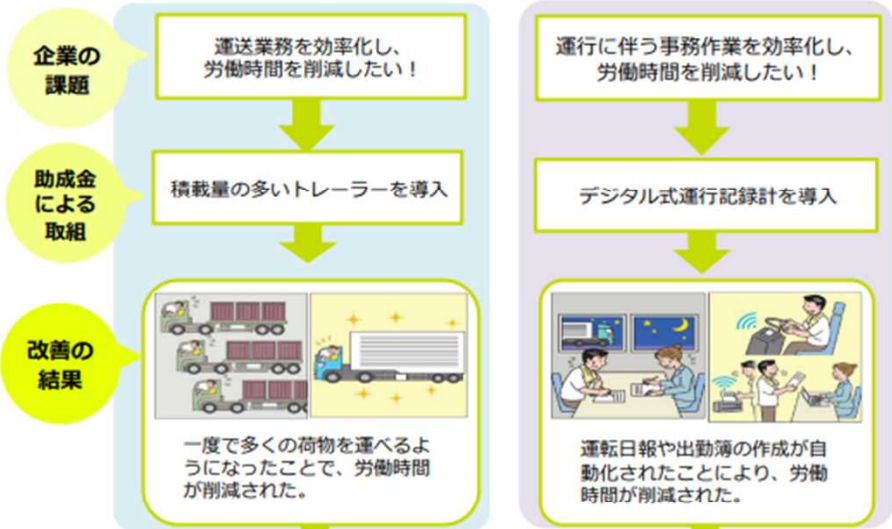 企業の
課題
運送業務を効率化し、
労働時間を削減したい！
運行に伴う事務作業を効率化し、
労働時間を削減したい！
助成金
による
取組
積載量の多いトレーラーを導入
デジタル式運行記録計を導入
改善の
結果
一度で多くの荷物を運べるよ
うになったことで、労働時間
が削減された。
運転日報や出勤簿の作成が自
動化されたことにより、労働
時間が削減された。